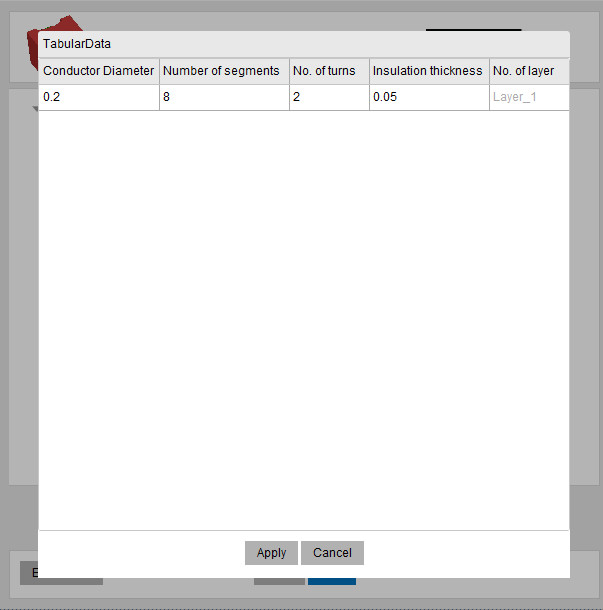 TabularData
Conductor Diameter Number of segments No. of turns Insulation thickness No. of layer
0.2 8 2 0.05 Layer_1
Apply Cancel